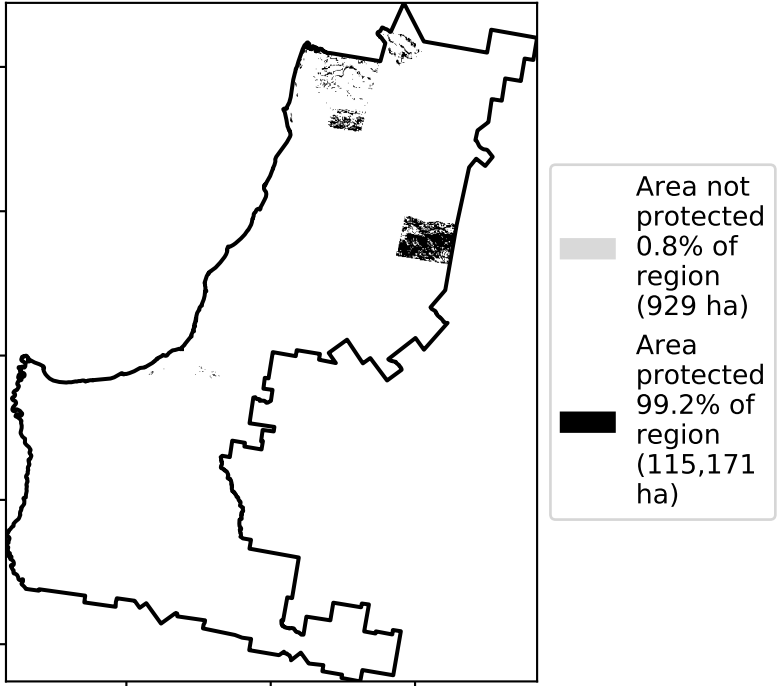 Area not
protected
0.8% of
region
(929 ha)
Area
protected
99.2% of
region
(115,171
ha)